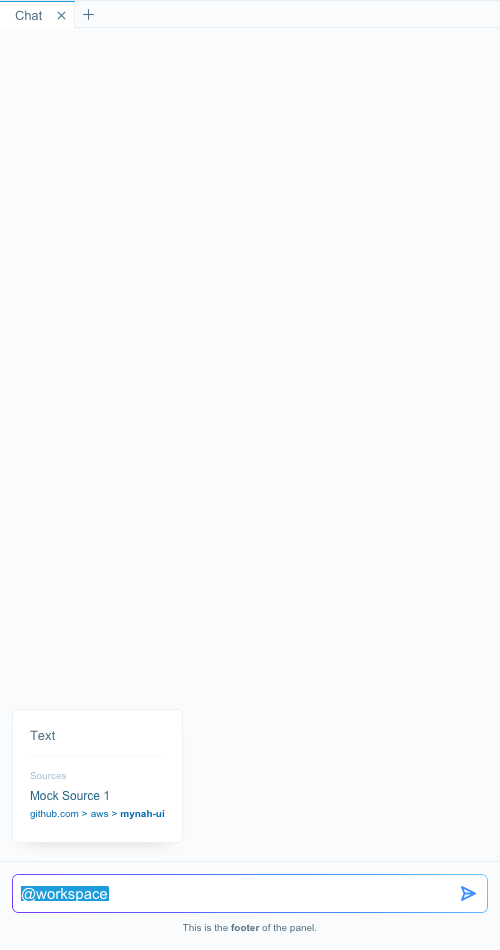 Chat
Text
Sources
Mock Source 1
github.com > aws > mynah-ui
@workspace
This is the footer of the panel.